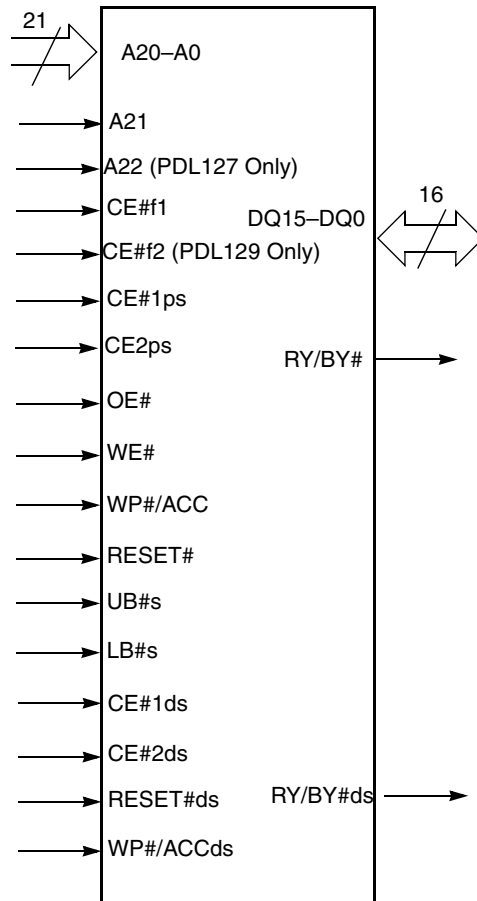 21
A20–A0
A21
A22 (PDL127 Only)
CE#f1
DQ15–DQ0
16
CE#f2 (PDL129 Only)
CE#1ps
CE2ps
RY/BY#
OE#
WE#
WP#/ACC
RESET#
UB#s
LB#s
CE#1ds
CE#2ds
RESET#ds
RY/BY#ds
WP#/ACCds